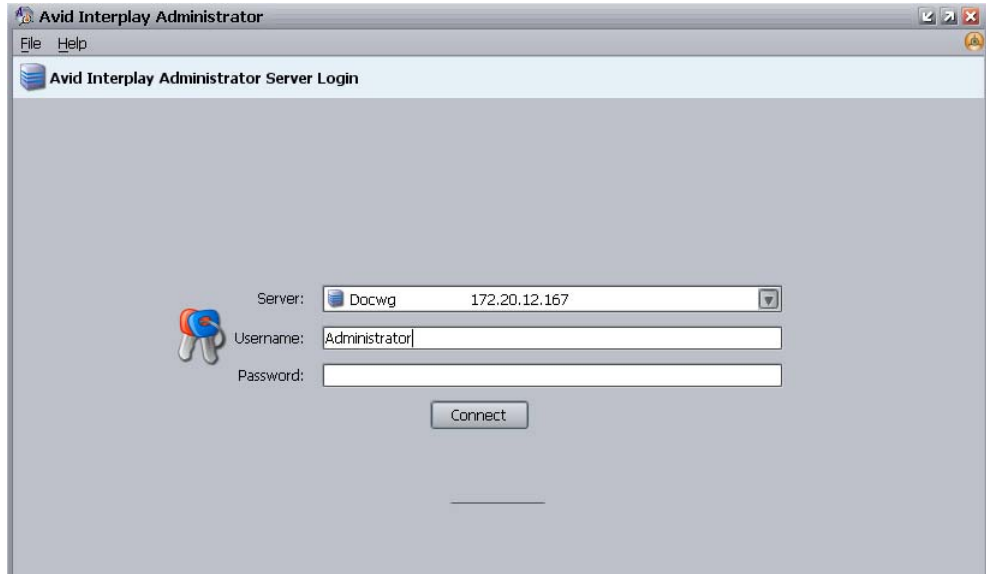 Avid Interplay Administrator
File Help
Avid Interplay Administrator Server Login
Server: Docwg 172.20.12.167
Username: Administrator
Password:
Connect